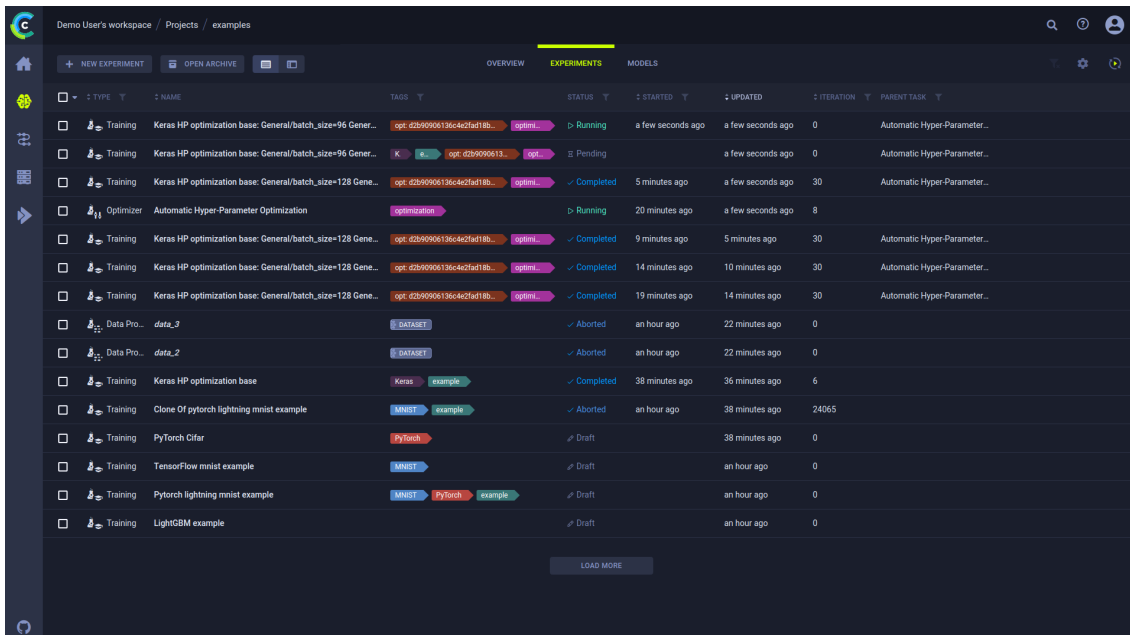 Demo User's workspace / Projects / examples
+ NEW EXPERIMENT OPEN ARCHIVE OVERVIEW EXPERIMENTS MODELS
TYPE NAME TAGS STATUS STARTED UPDATED ITERATION PARENT TASK
Training Keras HP optimization base: General/batch_size=96 Gener... opt: d2b90906136c4e2fad18b... optimi... Running a few seconds ago a few seconds ago 0 Automatic Hyper-Parameter...
Training Keras HP optimization base: General/batch_size=96 Gener... K e... opt: d2b9090613... opt... Pending a few seconds ago 0 Automatic Hyper-Parameter...
Training Keras HP optimization base: General/batch_size=128 Gene... opt: d2b90906136c4e2fad18b... optimi... Completed 5 minutes ago a few seconds ago 30 Automatic Hyper-Parameter...
Optimizer Automatic Hyper-Parameter Optimization optimization Running 20 minutes ago a few seconds ago 8
Training Keras HP optimization base: General/batch_size=128 Gene... opt: d2b90906136c4e2fad18b... optimi... Completed 9 minutes ago 5 minutes ago 30 Automatic Hyper-Parameter...
Training Keras HP optimization base: General/batch_size=128 Gene... opt: d2b90906136c4e2fad18b... optimi... Completed 14 minutes ago 10 minutes ago 30 Automatic Hyper-Parameter...
Training Keras HP optimization base: General/batch_size=128 Gene... opt: d2b90906136c4e2fad18b... optimi... Completed 19 minutes ago 14 minutes ago 30 Automatic Hyper-Parameter...
Data Pro... data_3 DATASET Aborted an hour ago 22 minutes ago 0
Data Pro... data_2 DATASET Aborted an hour ago 22 minutes ago 0
Training Keras HP optimization base Keras example Completed 38 minutes ago 36 minutes ago 6
Training Clone Of pytorch lightning mnist example MNIST example Aborted an hour ago 38 minutes ago 24065
Training PyTorch Cifar PyTorch Draft 38 minutes ago 0
Training TensorFlow mnist example MNIST Draft an hour ago 0
Training Pytorch lightning mnist example MNIST PyTorch example Draft an hour ago 0
Training LightGBM example Draft an hour ago 0
LOAD MORE